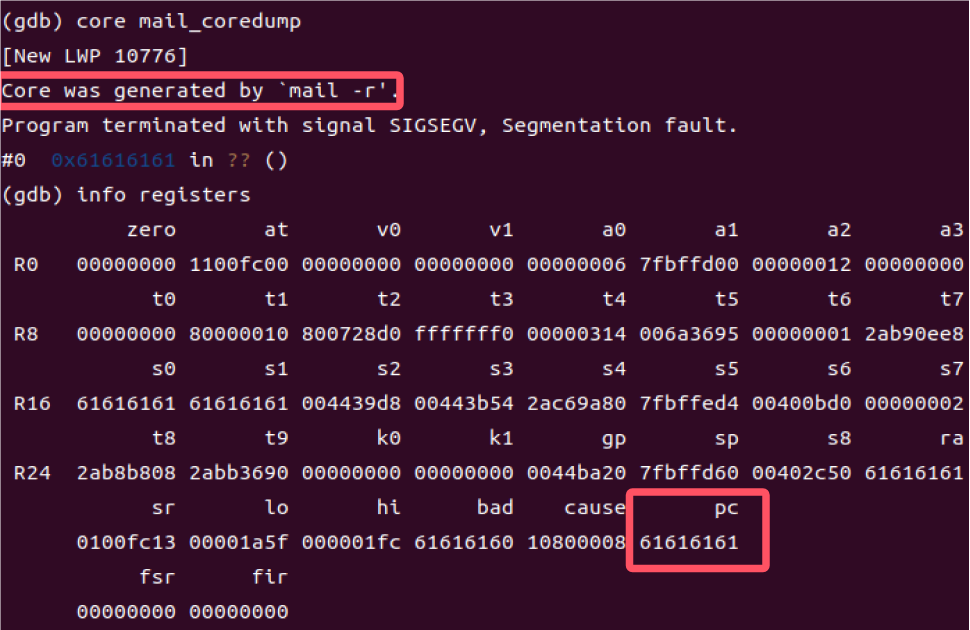 (gdb) core mail_coredump
[New LWP 10776]
Core was generated by `mail -r'.
Program terminated with signal SIGSEGV, Segmentation fault.
#0  0x61616161 in ?? ()
(gdb) info registers
          zero       at       v0       v1       a0       a1       a2       a3
 R0   00000000 1100fc00 00000000 00000000 00000006 7fbffd00 00000012 00000000
            t0       t1       t2       t3       t4       t5       t6       t7
 R8   00000000 80000010 800728d0 fffffff0 00000314 006a3695 00000001 2ab90ee8
            s0       s1       s2       s3       s4       s5       s6       s7
 R16  61616161 61616161 004439d8 00443b54 2ac69a80 7fbffed4 00400bd0 00000002
            t8       t9       k0       k1       gp       sp       s8       ra
 R24  2ab8b808 2abb3690 00000000 00000000 0044ba20 7fbffd60 00402c50 61616161
            sr       lo       hi      bad    cause       pc
      0100fc13 00001a5f 000001fc 61616160 10800008 61616161
           fsr      fir
      00000000 00000000